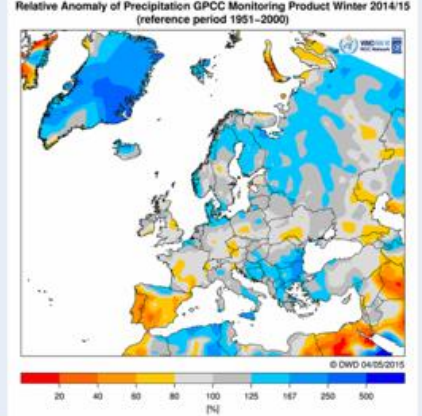 Relative Anomaly of Precipitation GPCC Monitoring Product Winter 2014/15
(reference period 1951−2000)
© DWD 04/05/2015
20 40 60 80 100 125 167 250 500
[%]